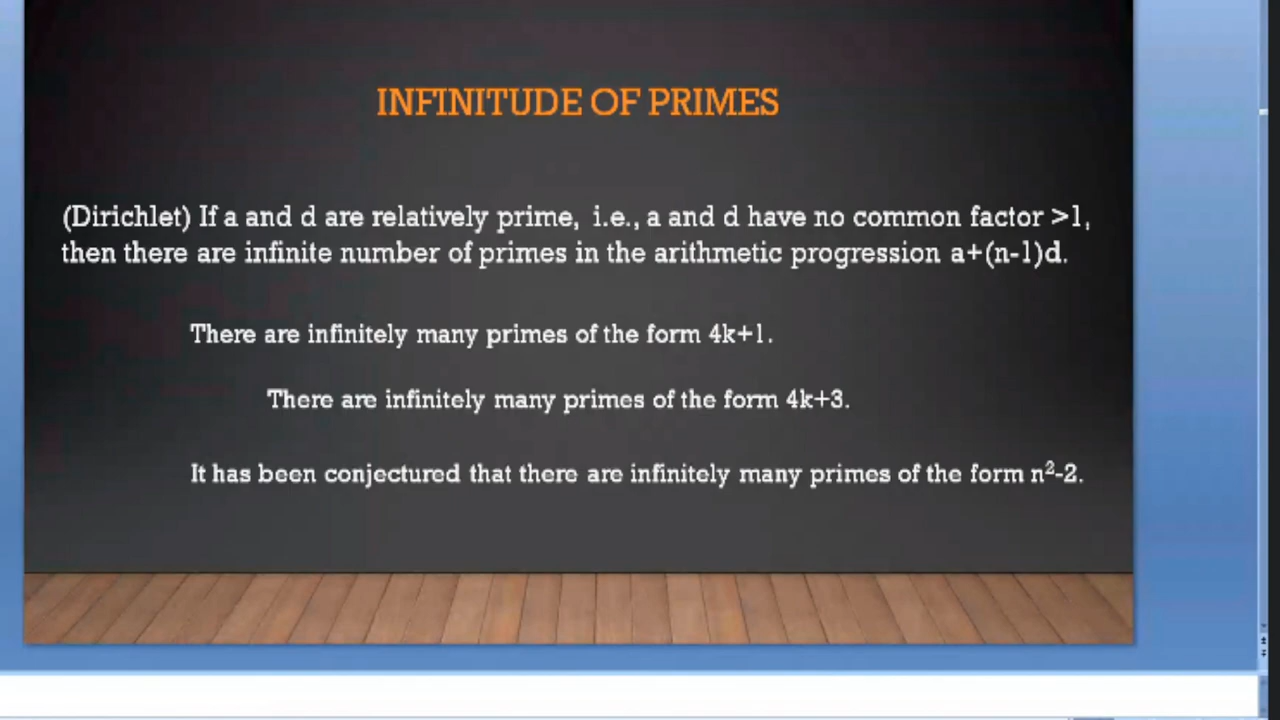 INFINITUDE OF PRIMES
(Dirichlet) If a and d are relatively prime, i.e., a and d have no common factor >1,
then there are infinite number of primes in the arithmetic progression a+(n-1)d.
There are infinitely many primes of the form 4k+1.
There are infinitely many primes of the form 4k+3.
It has been conjectured that there are infinitely many primes of the form n²-2.